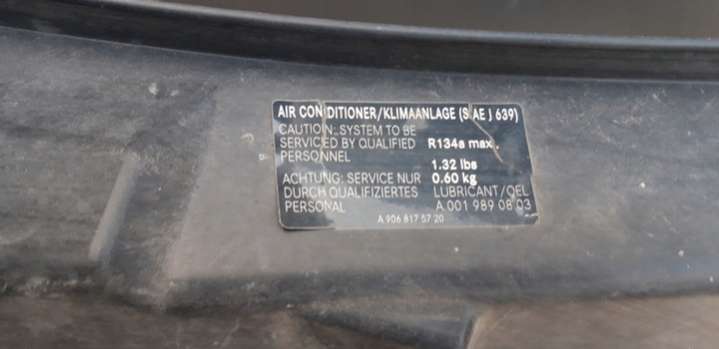 AIR CONDITIONER/KLIMAANLAGE (SAE J 639)
CAUTION: SYSTEM TO BE
SERVICED BY QUALIFIED R134a max.
PERSONNEL 1.32 lbs
ACHTUNG: SERVICE NUR 0.60 kg
DURCH QUALIFIZIERTES LUBRICANT/OEL
PERSONAL A 001 989 08 03
A 906 817 57 20